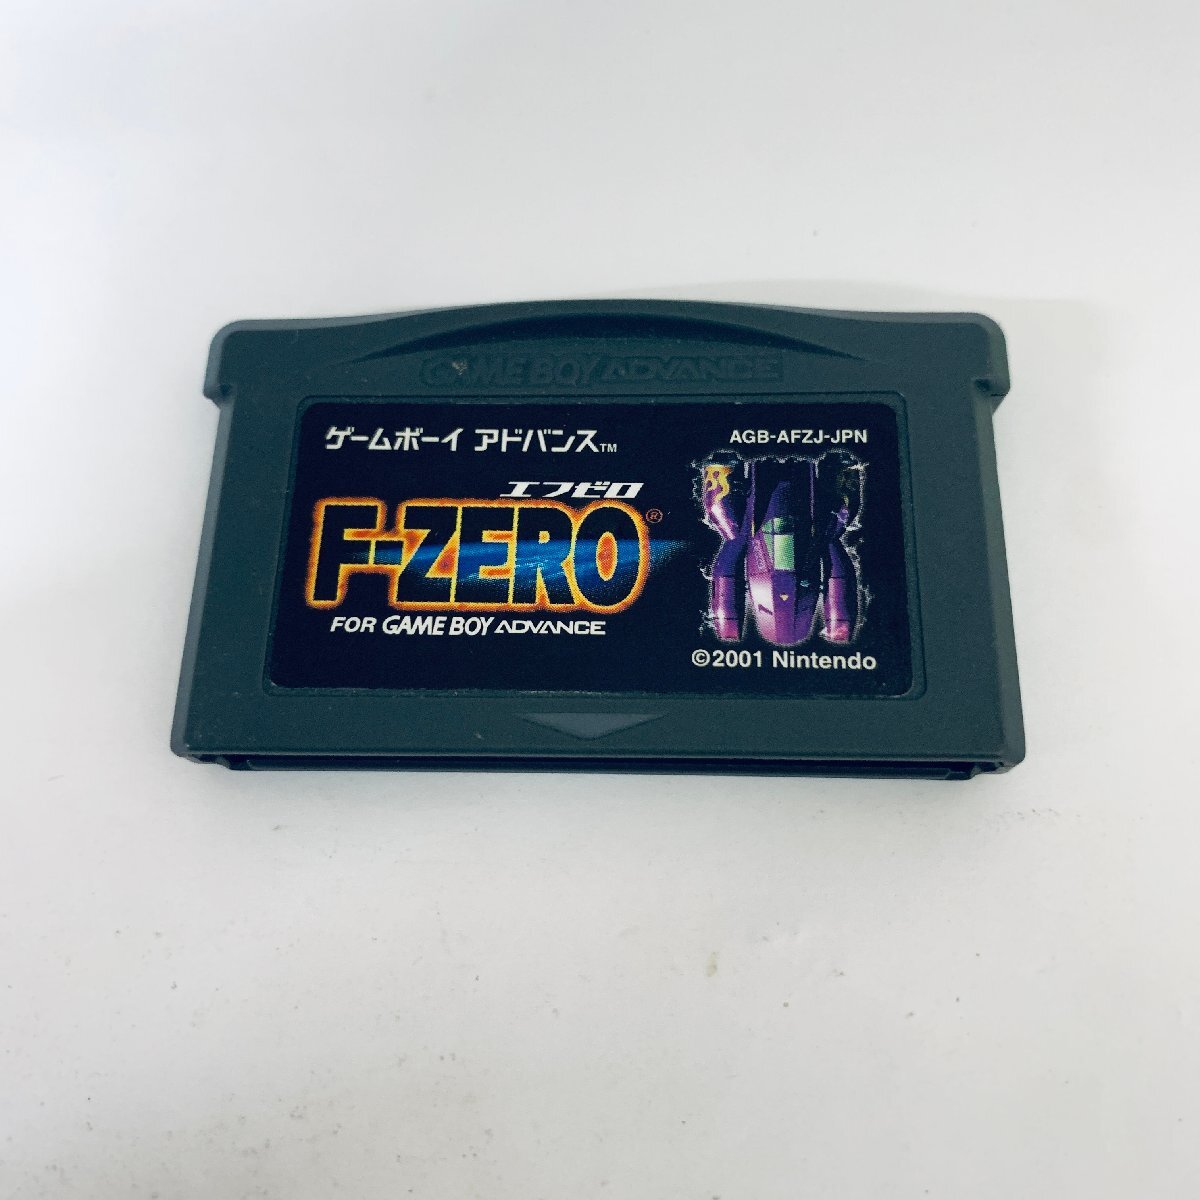 GAME BOY ADVANCE
ゲームボーイ アドバンス™
AGB-AFZJ-JPN
エフゼロ
F-ZERO®
FOR GAME BOY ADVANCE
©2001 Nintendo